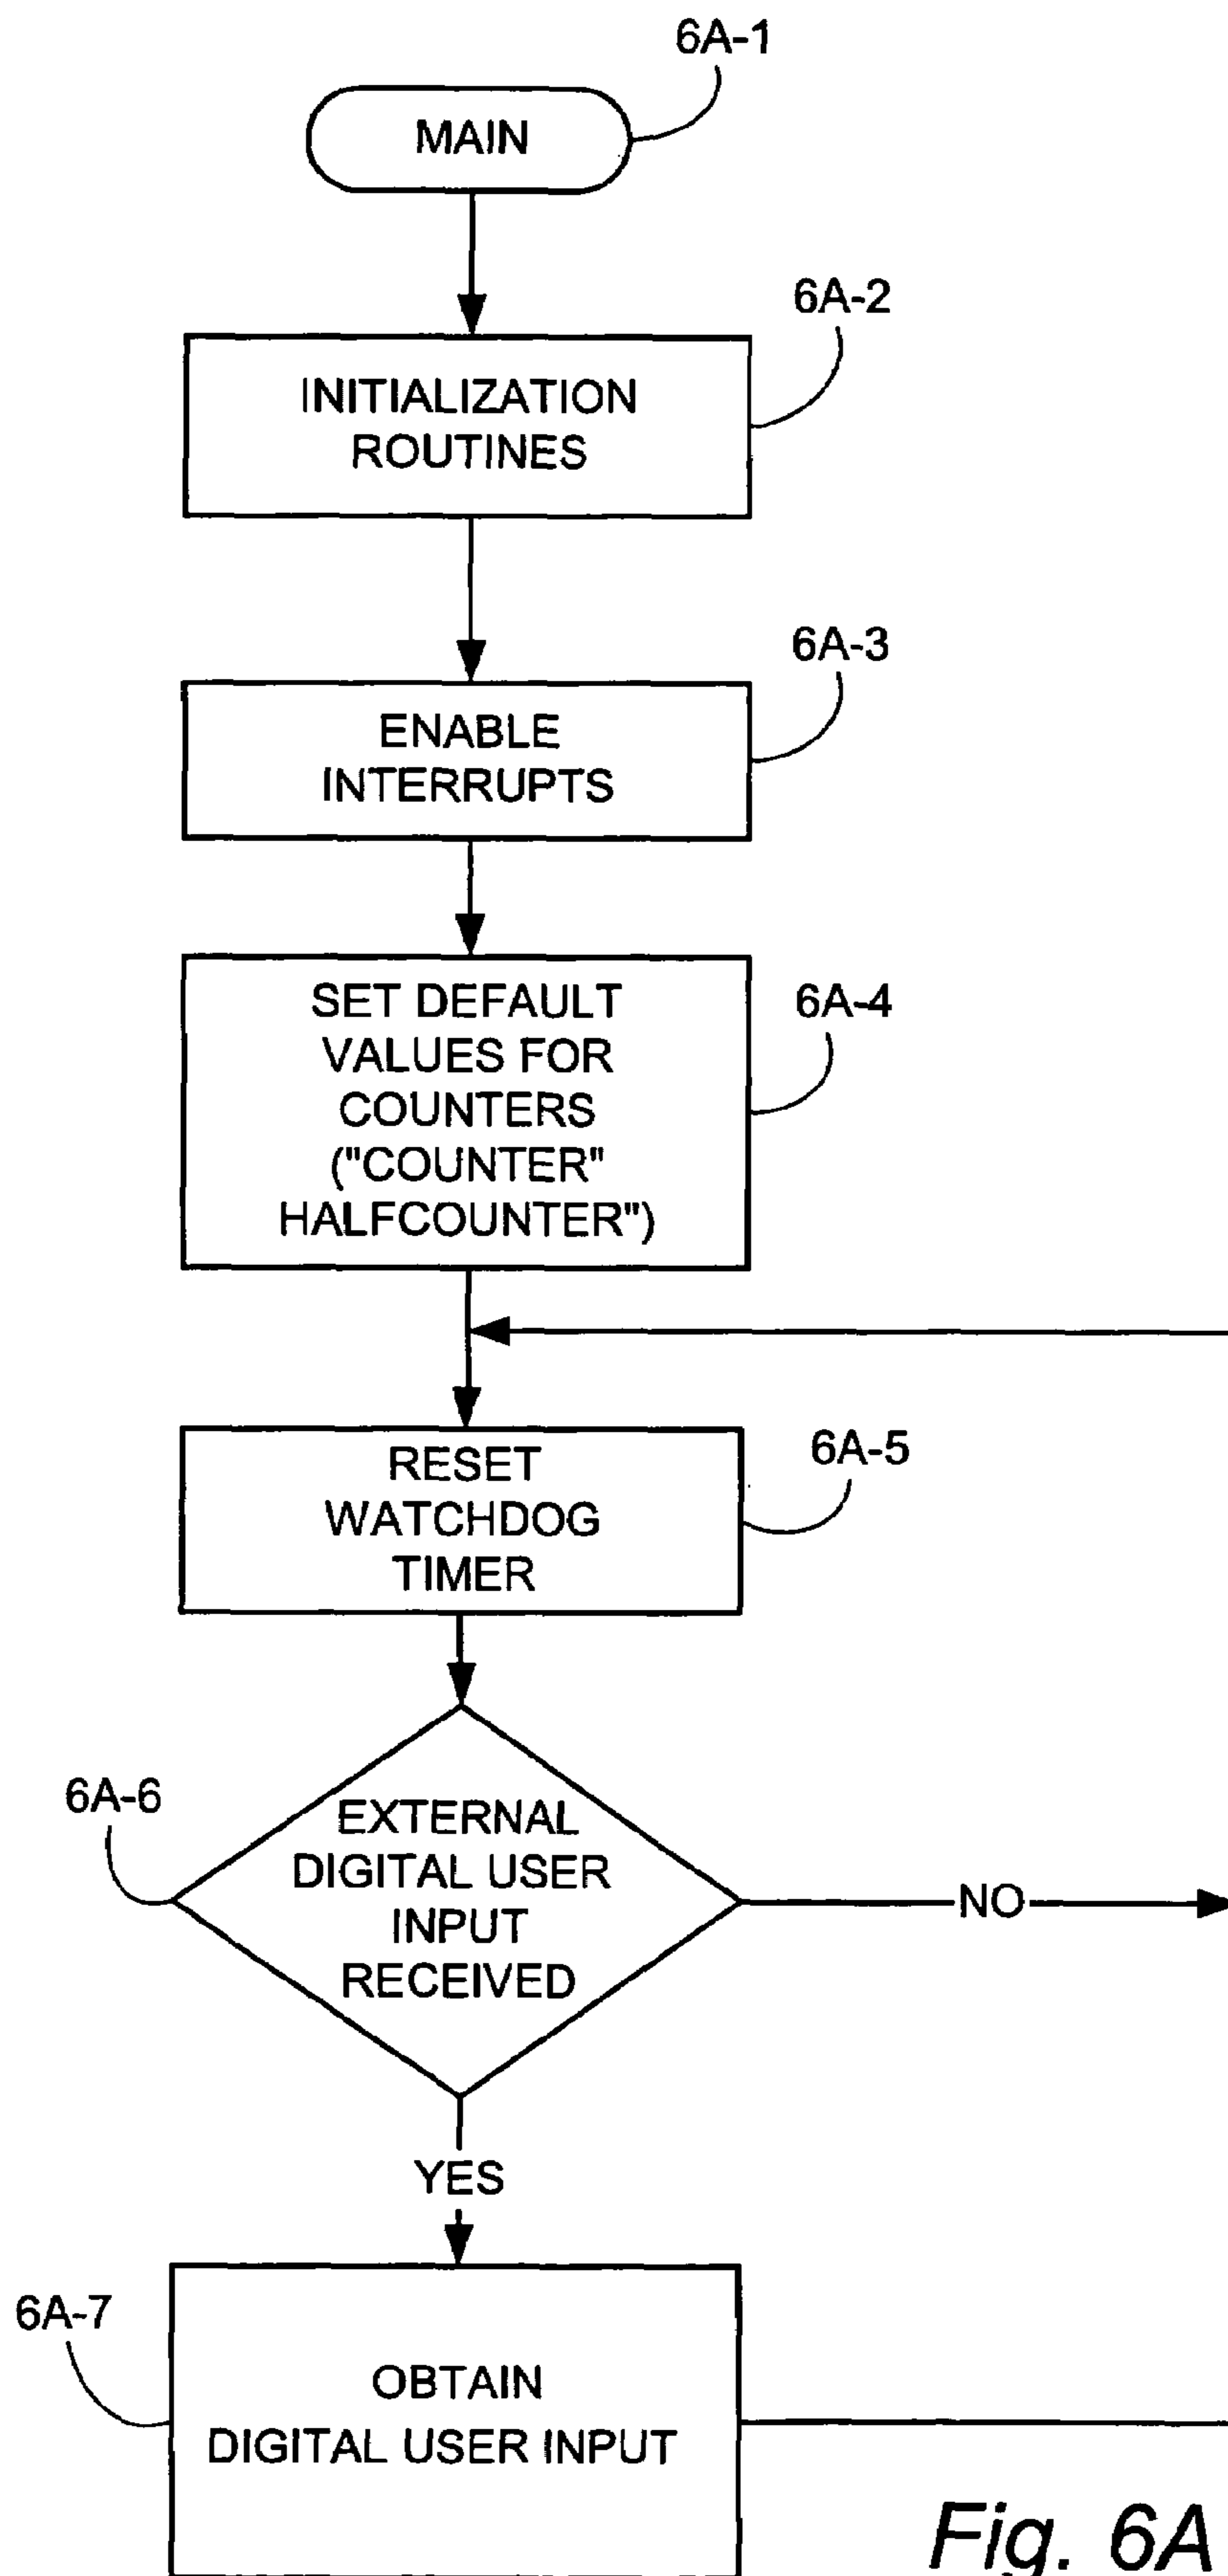 6A-1
MAIN
6A-2
INITIALIZATION
ROUTINES
6A-3
ENABLE
INTERRUPTS
6A-4
SET DEFAULT
VALUES FOR
COUNTERS
("COUNTER"
HALFCOUNTER")
6A-5
RESET
WATCHDOG
TIMER
6A-6
EXTERNAL
DIGITAL USER
INPUT
RECEIVED
NO
YES
6A-7
OBTAIN
DIGITAL USER INPUT
Fig. 6A